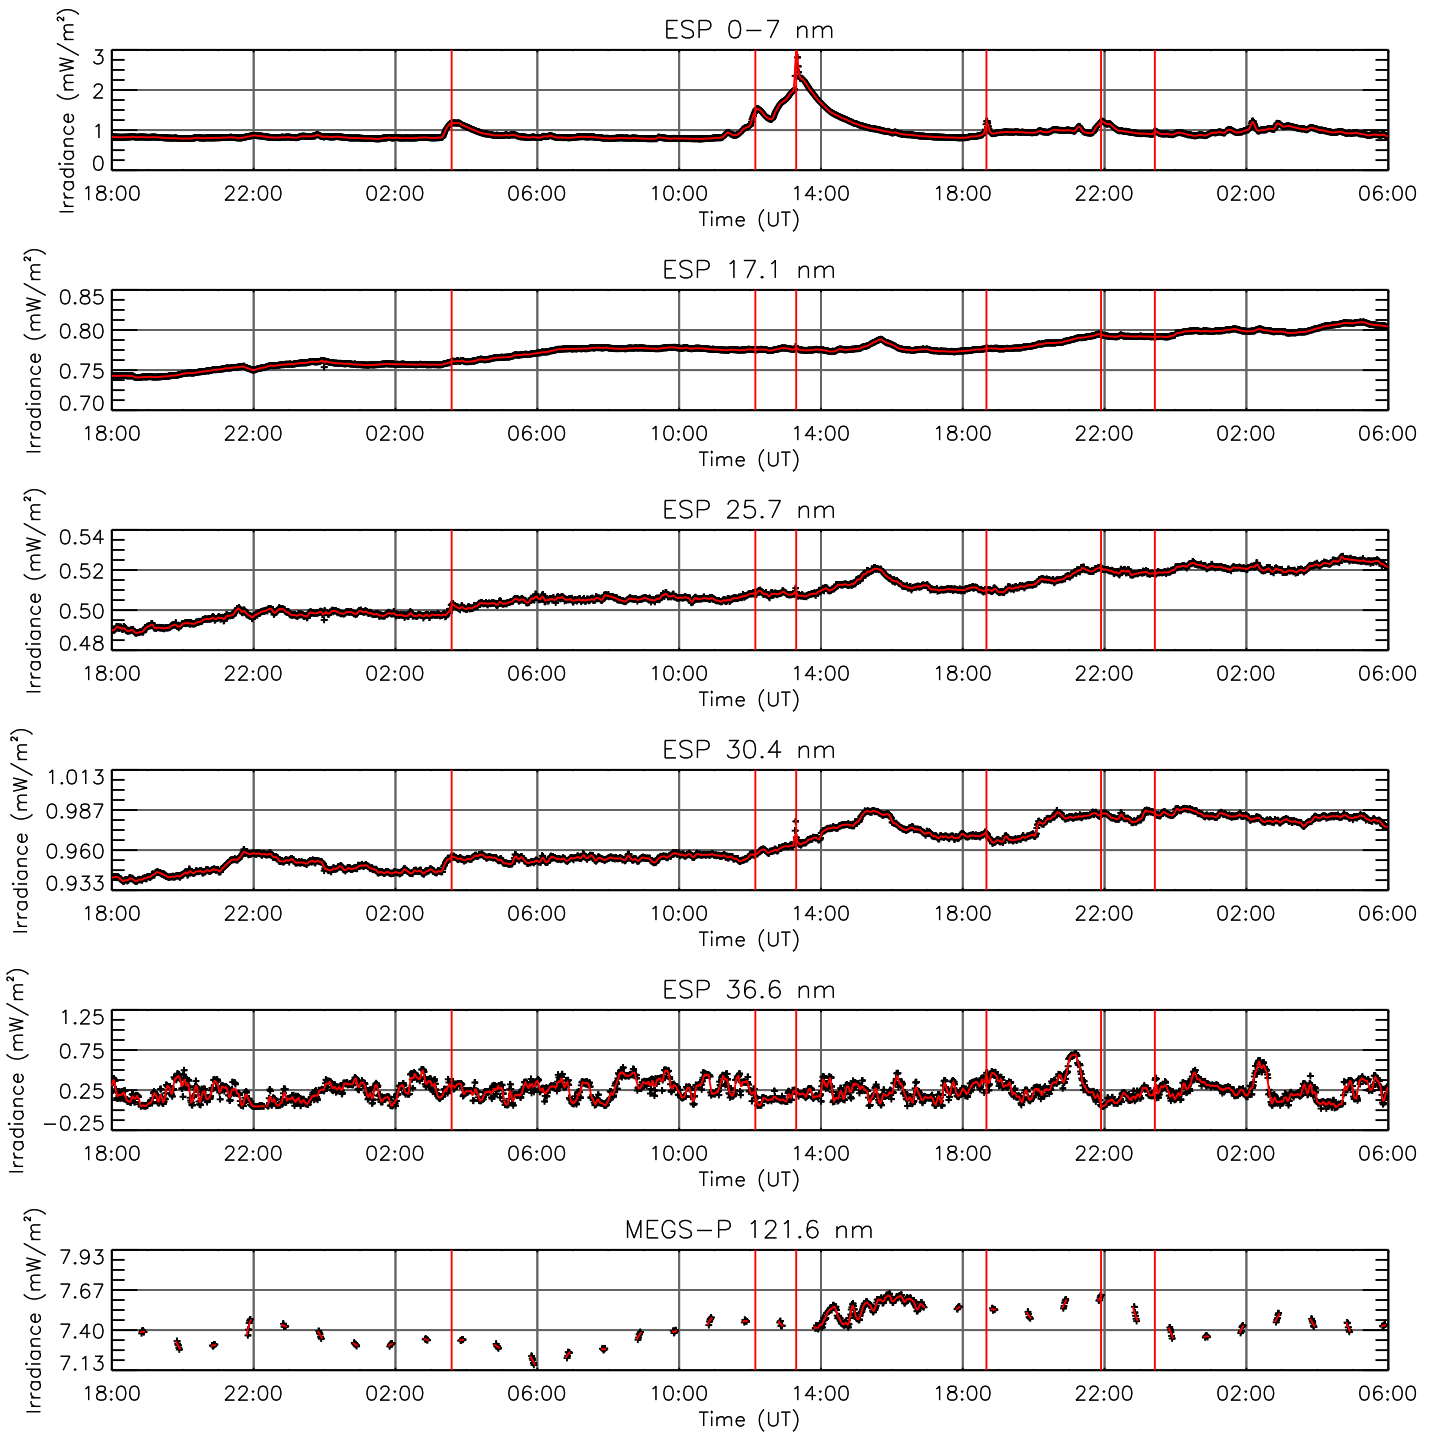 ESP 0−7 nm
Irradiance (mW/m²)
3
2
1
0
18:00 22:00 02:00 06:00 10:00 14:00 18:00 22:00 02:00 06:00
Time (UT)
ESP 17.1 nm
Irradiance (mW/m²)
0.85
0.80
0.75
0.70
18:00 22:00 02:00 06:00 10:00 14:00 18:00 22:00 02:00 06:00
Time (UT)
ESP 25.7 nm
Irradiance (mW/m²)
0.54
0.52
0.50
0.48
18:00 22:00 02:00 06:00 10:00 14:00 18:00 22:00 02:00 06:00
Time (UT)
ESP 30.4 nm
Irradiance (mW/m²)
1.013
0.987
0.960
0.933
18:00 22:00 02:00 06:00 10:00 14:00 18:00 22:00 02:00 06:00
Time (UT)
ESP 36.6 nm
Irradiance (mW/m²)
1.25
0.75
0.25
−0.25
18:00 22:00 02:00 06:00 10:00 14:00 18:00 22:00 02:00 06:00
Time (UT)
MEGS−P 121.6 nm
Irradiance (mW/m²)
7.93
7.67
7.40
7.13
18:00 22:00 02:00 06:00 10:00 14:00 18:00 22:00 02:00 06:00
Time (UT)